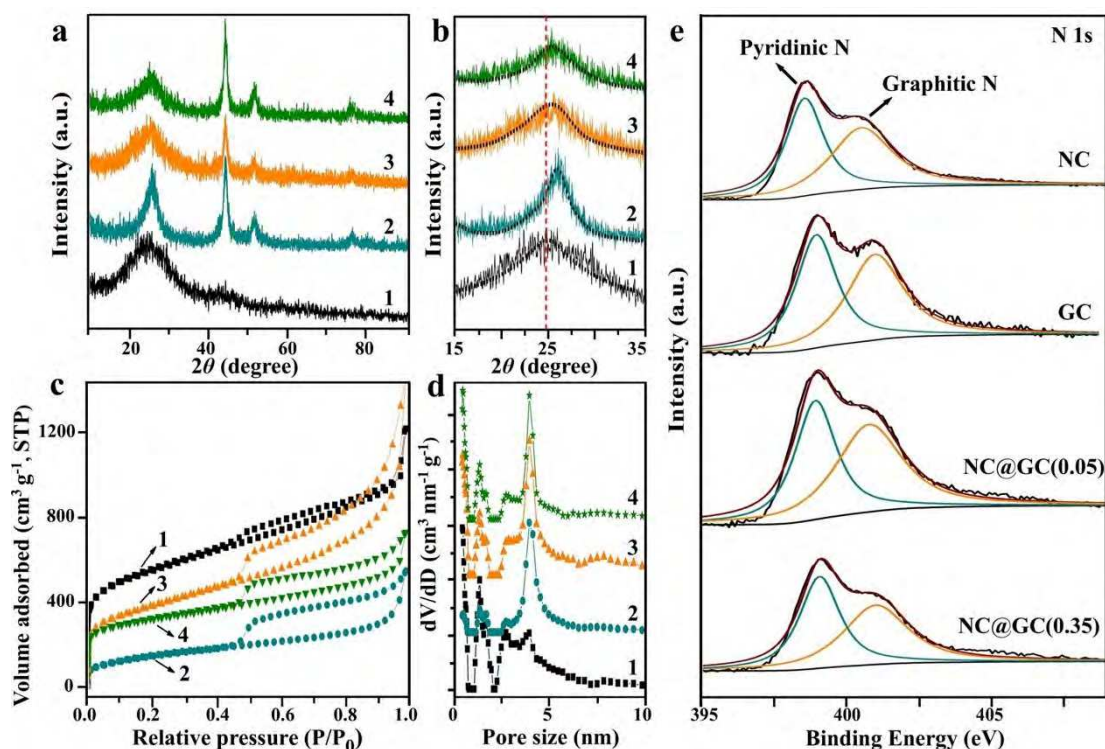 a
Intensity (a.u.)
4
3
2
1
20 40 60 80
2θ (degree)
b
Intensity (a.u.)
4
3
2
1
15 20 25 30 35
2θ (degree)
c
Volume adsorbed (cm³ g⁻¹, STP)
1200
800
400
0
1
3
4
2
0.0 0.2 0.4 0.6 0.8 1.0
Relative pressure (P/P₀)
d
dV/dD (cm³ nm⁻¹ g⁻¹)
4
3
2
1
0 5 10
Pore size (nm)
e
N 1s
Pyridinic N
Graphitic N
NC
GC
NC@GC(0.05)
NC@GC(0.35)
Intensity (a.u.)
395 400 405
Binding Energy (eV)